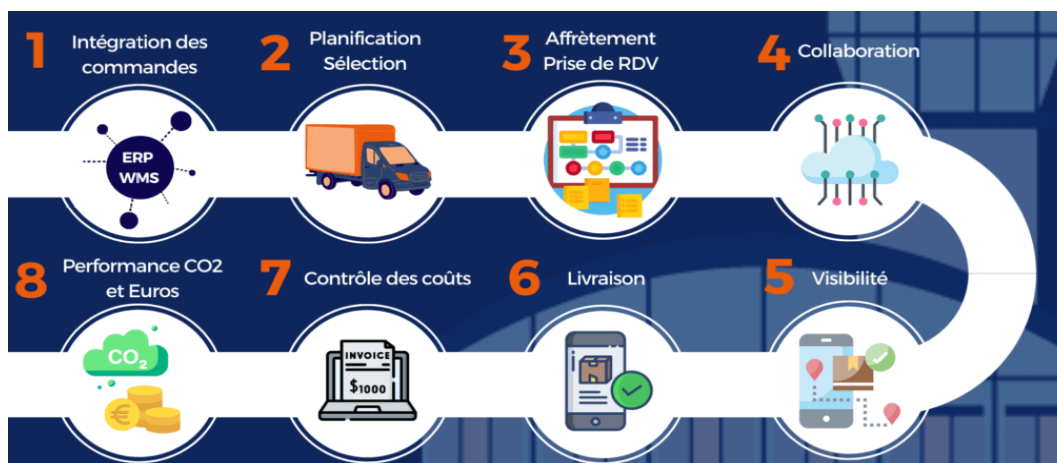 1
Intégration des
commandes
ERP
WMS
2
Planification
Sélection
3
Affrètement
Prise de RDV
4
Collaboration
5
Visibilité
6
Livraison
7
Contrôle des coûts
INVOICE
$1000
8
Performance CO2
et Euros
CO₂
€